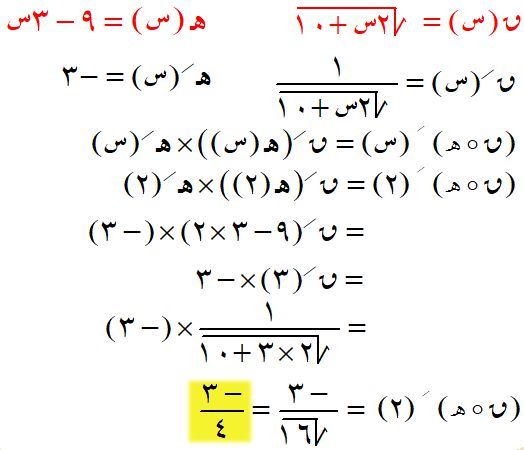 ق(س) = √(٢س + ١٠)   هـ(س) = ٩ − ٣س
قَ(س) = ١/√(٢س + ١٠)   هـَ(س) = −٣
(ق ∘ هـ)َ(س) = قَ(هـ(س)) × هـَ(س)
(ق ∘ هـ)َ(٢) = قَ(هـ(٢)) × هـَ(٢)
= قَ(٩ − ٣ × ٢) × (−٣)
= قَ(٣) × −٣
= ١/√(٢ × ٣ + ١٠) × (−٣)
(ق ∘ هـ)َ(٢) = −٣/√١٦ = −٣/٤